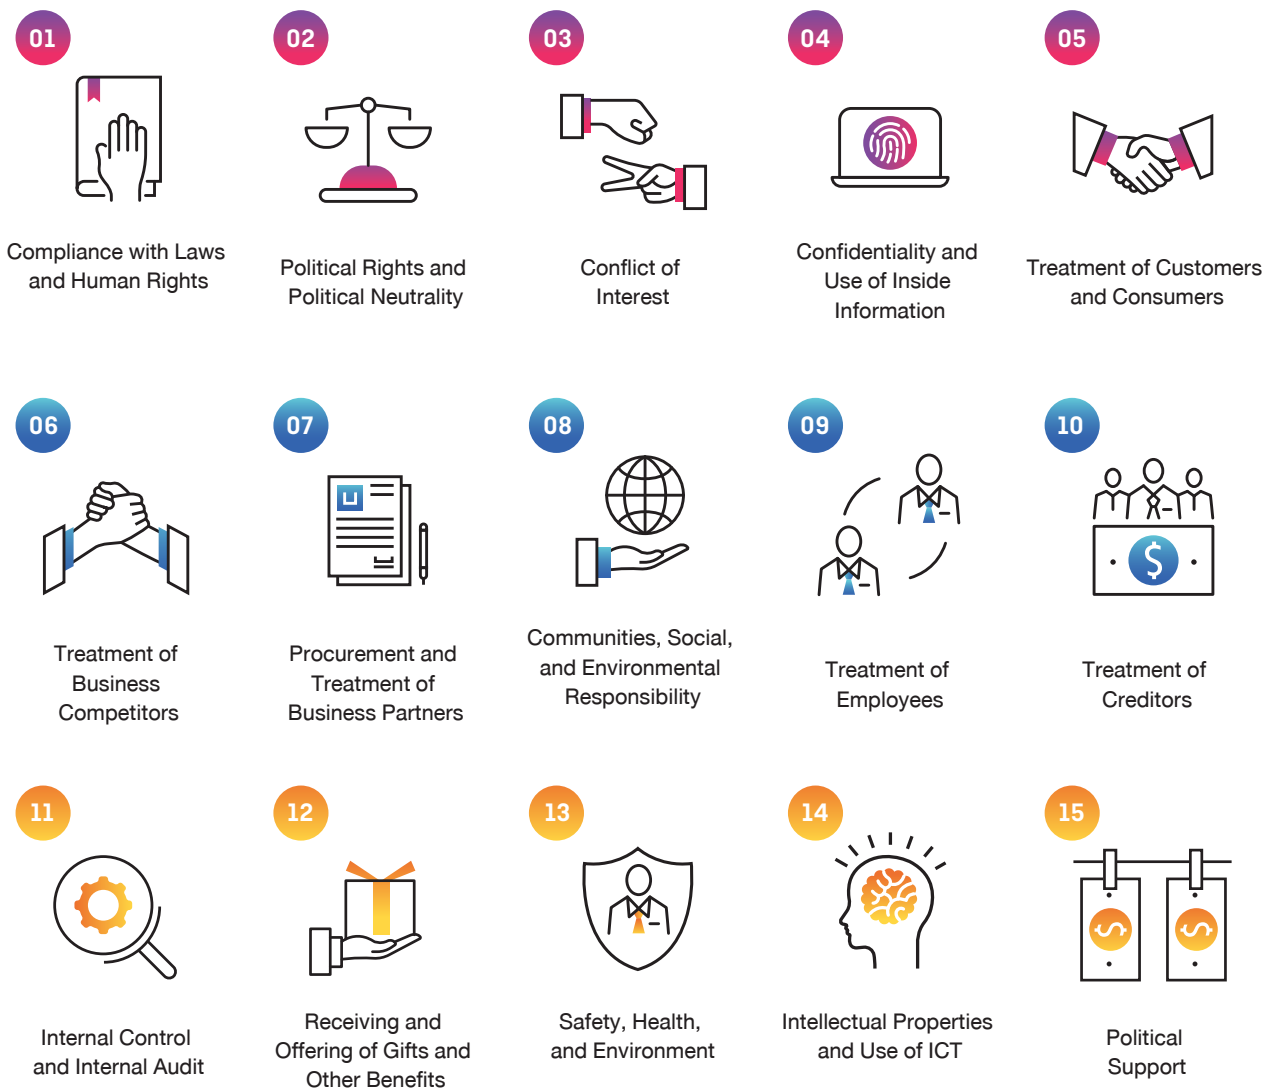 01
Compliance with Laws
and Human Rights
02
Political Rights and
Political Neutrality
03
Conflict of
Interest
04
Confidentiality and
Use of Inside
Information
05
Treatment of Customers
and Consumers
06
Treatment of
Business
Competitors
07
Procurement and
Treatment of
Business Partners
08
Communities, Social,
and Environmental
Responsibility
09
Treatment of
Employees
10
$
Treatment of
Creditors
11
Internal Control
and Internal Audit
12
Receiving and
Offering of Gifts and
Other Benefits
13
Safety, Health,
and Environment
14
Intellectual Properties
and Use of ICT
15
$ $
Political
Support